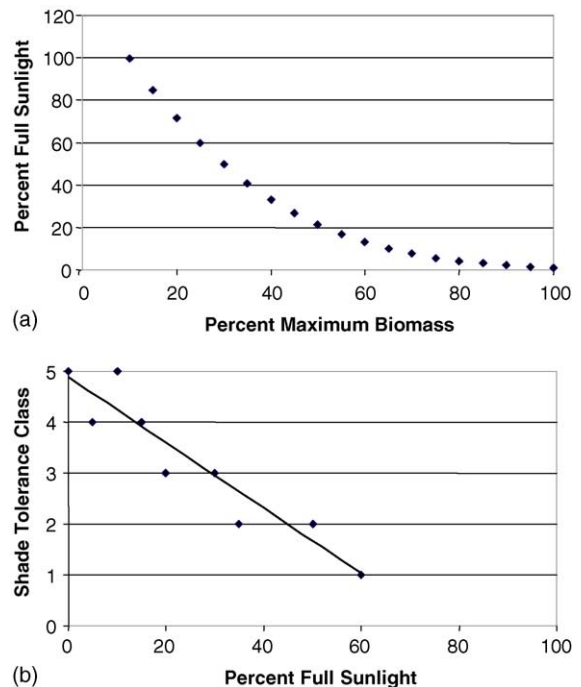 120
100
80
60
40
20
0
Percent Full Sunlight
0 20 40 60 80 100
Percent Maximum Biomass
(a)
5
4
3
2
1
0
Shade Tolerance Class
0 20 40 60 80 100
Percent Full Sunlight
(b)